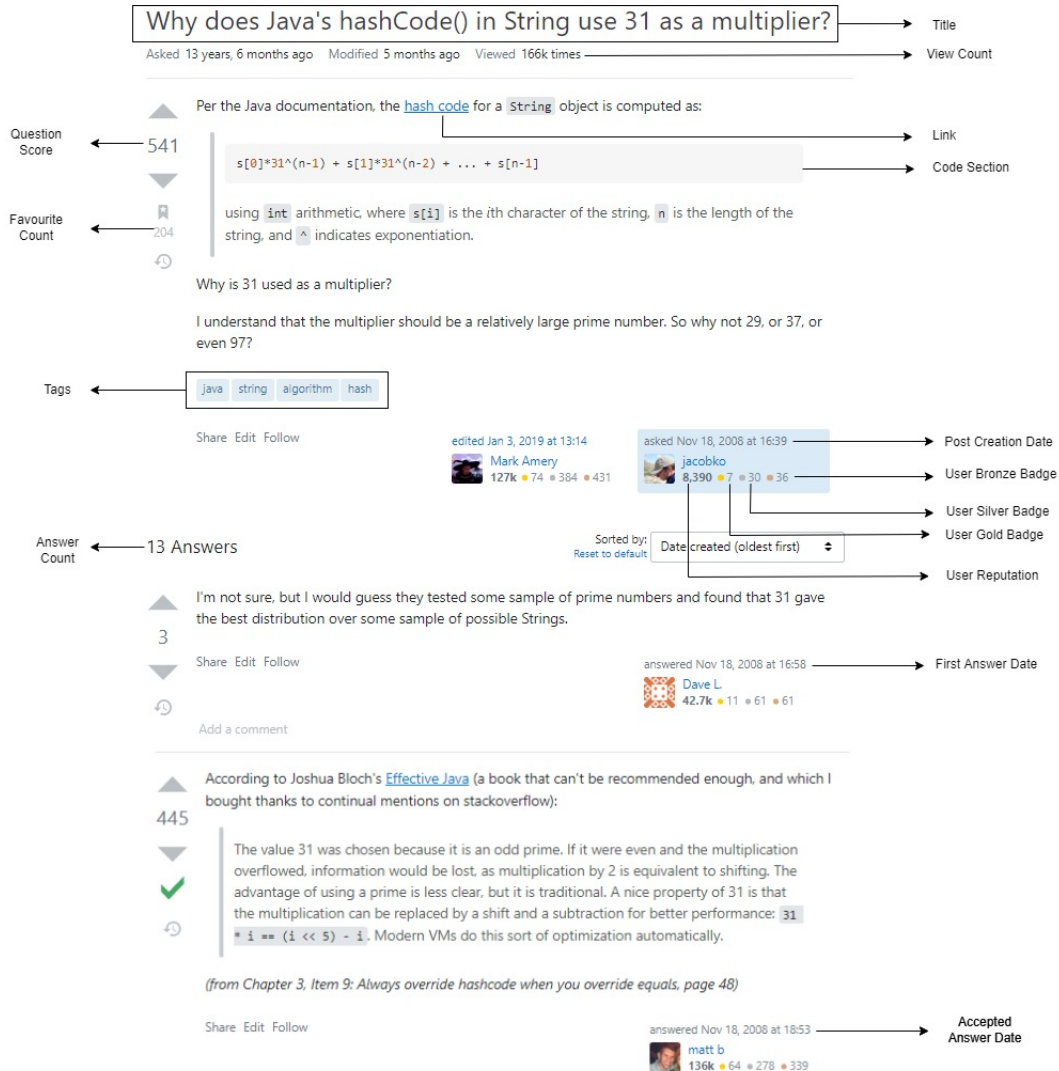 Why does Java's hashCode() in String use 31 as a multiplier?
Title
Asked 13 years, 6 months ago Modified 5 months ago Viewed 166k times
View Count
Per the Java documentation, the hash code for a String object is computed as:
Question
Score
541
Link
s[0]*31^(n-1) + s[1]*31^(n-2) + ... + s[n-1]
Code Section
using int arithmetic, where s[i] is the ith character of the string, n is the length of the
string, and ^ indicates exponentiation.
Favourite
Count
204
Why is 31 used as a multiplier?
I understand that the multiplier should be a relatively large prime number. So why not 29, or 37, or
even 97?
Tags
java string algorithm hash
Share Edit Follow
edited Jan 3, 2019 at 13:14
Mark Amery
127k 74 384 431
asked Nov 18, 2008 at 16:39
jacobko
8,390 7 30 36
Post Creation Date
User Bronze Badge
User Silver Badge
User Gold Badge
User Reputation
Answer
Count
13 Answers
Sorted by:
Reset to default
Date created (oldest first)
I'm not sure, but I would guess they tested some sample of prime numbers and found that 31 gave
the best distribution over some sample of possible Strings.
3
Share Edit Follow
answered Nov 18, 2008 at 16:58
First Answer Date
Dave L.
42.7k 11 61 61
Add a comment
According to Joshua Bloch's Effective Java (a book that can't be recommended enough, and which I
bought thanks to continual mentions on stackoverflow):
445
The value 31 was chosen because it is an odd prime. If it were even and the multiplication
overflowed, information would be lost, as multiplication by 2 is equivalent to shifting. The
advantage of using a prime is less clear, but it is traditional. A nice property of 31 is that
the multiplication can be replaced by a shift and a subtraction for better performance: 31
* i == (i << 5) - i. Modern VMs do this sort of optimization automatically.
(from Chapter 3, Item 9: Always override hashcode when you override equals, page 48)
Share Edit Follow
answered Nov 18, 2008 at 18:53
Accepted
Answer Date
matt b
136k 64 278 339